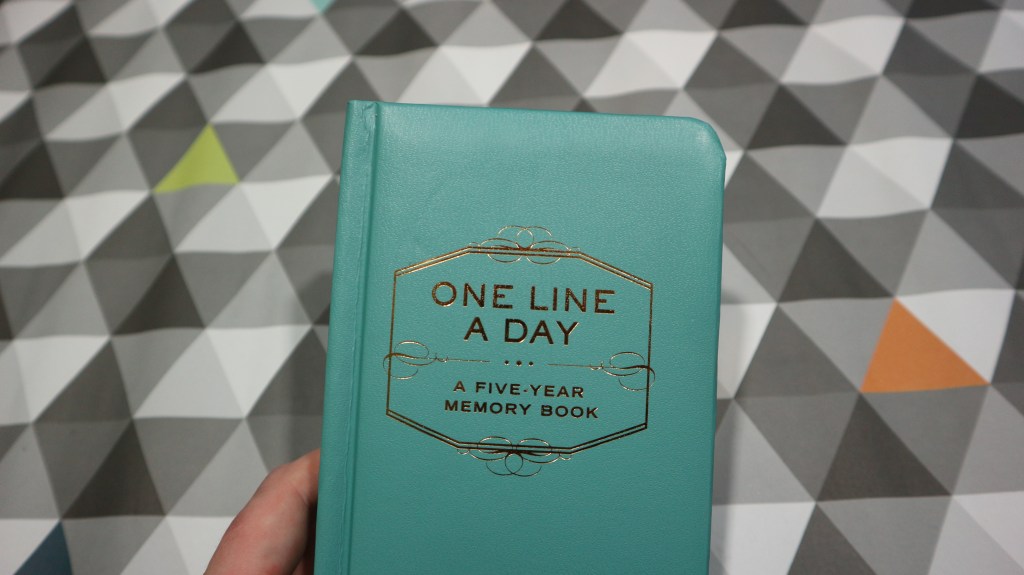 ONE LINE
A DAY
A FIVE-YEAR
MEMORY BOOK